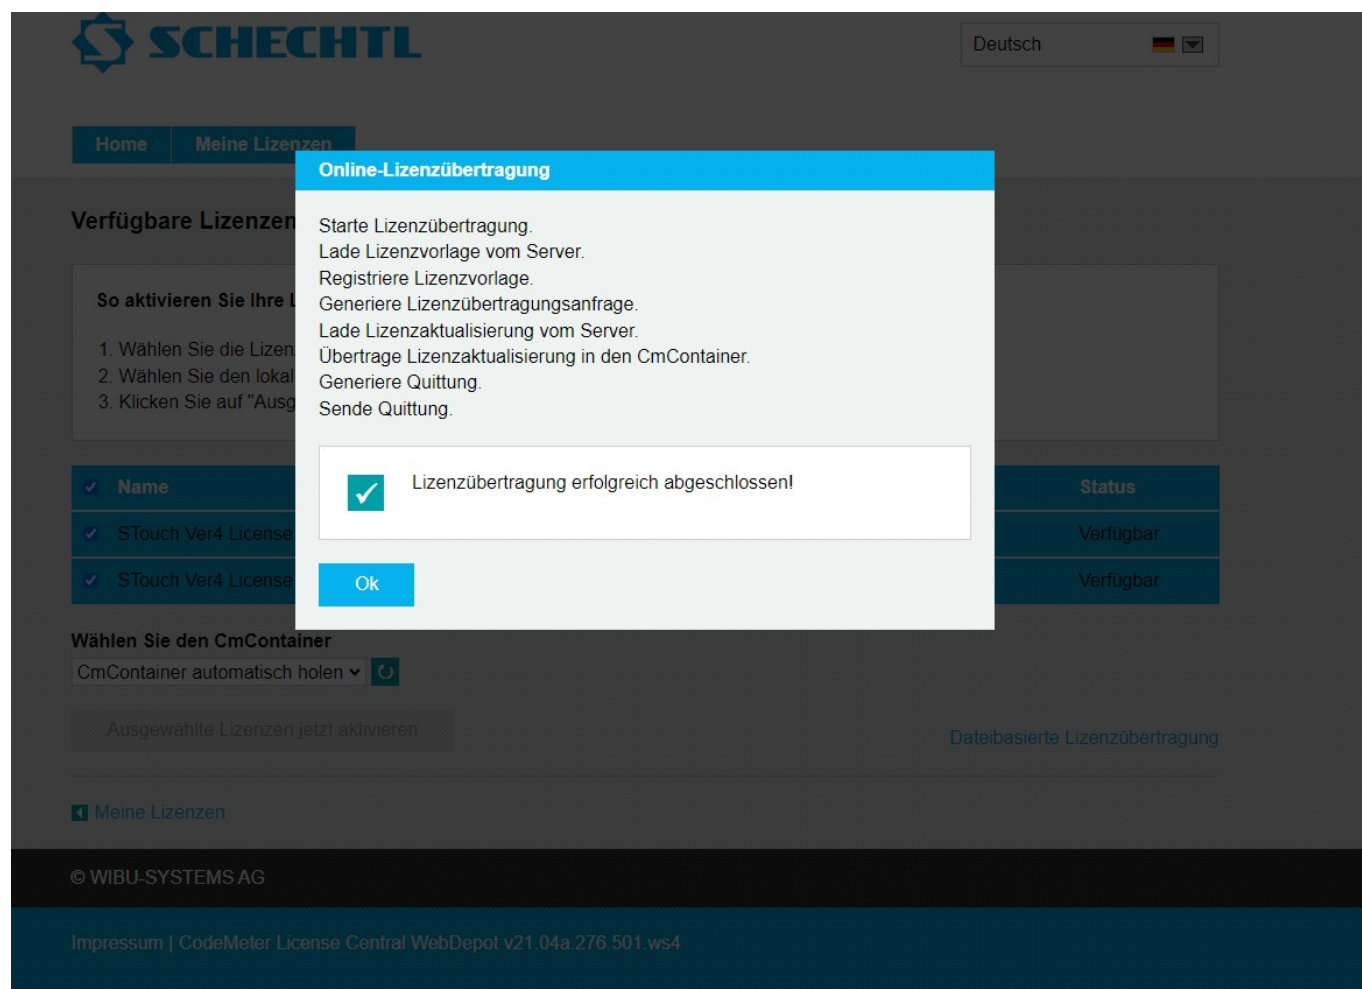 SCHECHTL
Deutsch
Home Meine Lizenzen
Online-Lizenzübertragung
Verfügbare Lizenzen
Starte Lizenzübertragung.
Lade Lizenzvorlage vom Server.
Registriere Lizenzvorlage.
Generiere Lizenzübertragungsanfrage.
Lade Lizenzaktualisierung vom Server.
Übertrage Lizenzaktualisierung in den CmContainer.
Generiere Quittung.
Sende Quittung.
So aktivieren Sie Ihre L
1. Wählen Sie die Lizen
2. Wählen Sie den lokal
3. Klicken Sie auf "Ausg
Lizenzübertragung erfolgreich abgeschlossen!
Ok
Name Status
STouch Ver4 License Verfügbar
STouch Ver4 License Verfügbar
Wählen Sie den CmContainer
CmContainer automatisch holen
Ausgewählte Lizenzen jetzt aktivieren
Dateibasierte Lizenzübertragung
Meine Lizenzen
© WIBU-SYSTEMS AG
Impressum | CodeMeter License Central WebDepot v21.04a.276.501.ws4